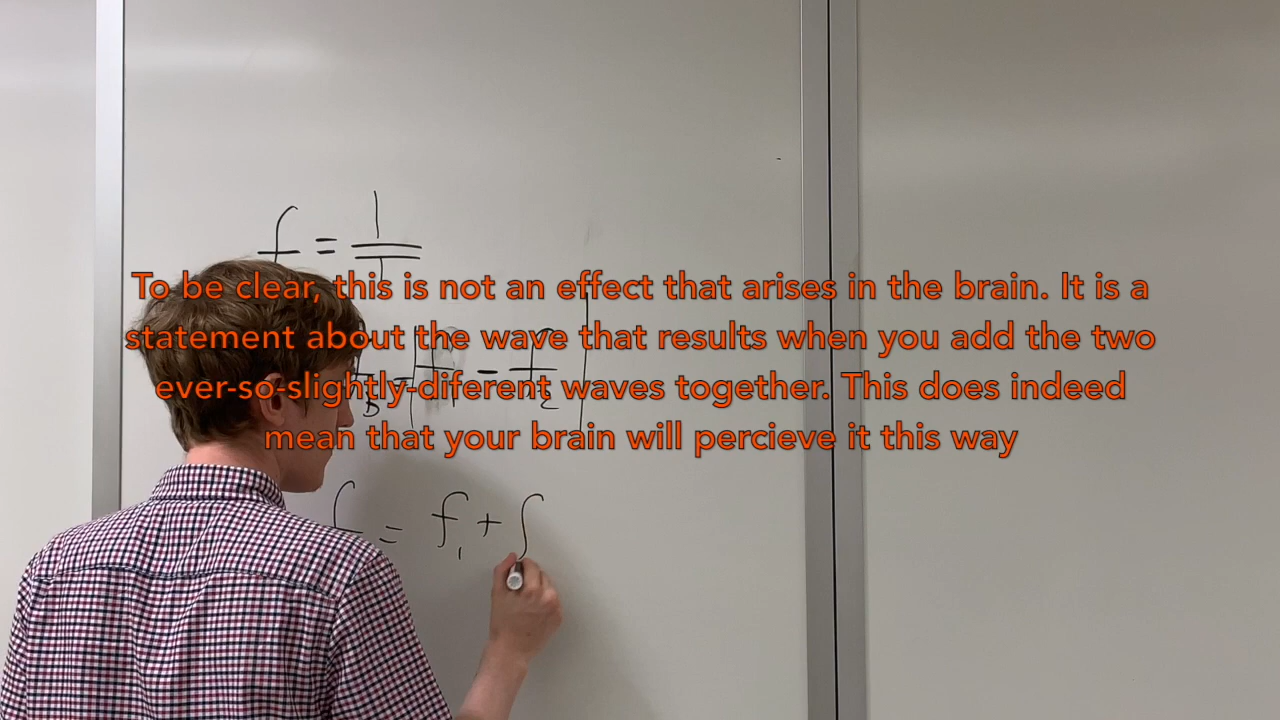 f = 1/T
To be clear, this is not an effect that arises in the brain. It is a
statement about the wave that results when you add the two
ever-so-slightly-diferent waves together. This does indeed
mean that your brain will percieve it this way
f = f₁ + f